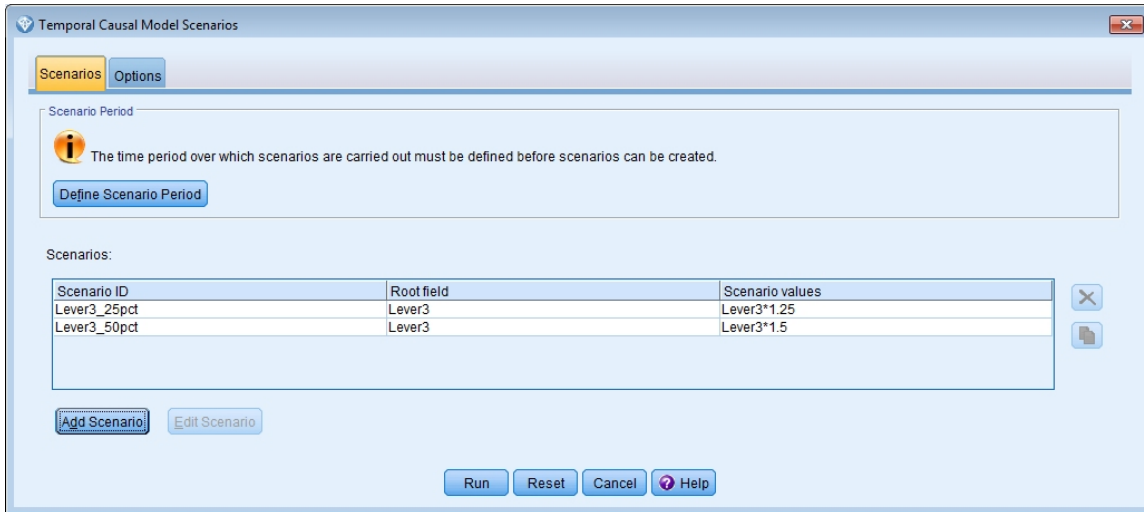 Temporal Causal Model Scenarios
Scenarios Options
Scenario Period
The time period over which scenarios are carried out must be defined before scenarios can be created.
Define Scenario Period
Scenarios:
Scenario ID Root field Scenario values
Lever3_25pct Lever3 Lever3*1.25
Lever3_50pct Lever3 Lever3*1.5
Add Scenario Edit Scenario
Run Reset Cancel Help